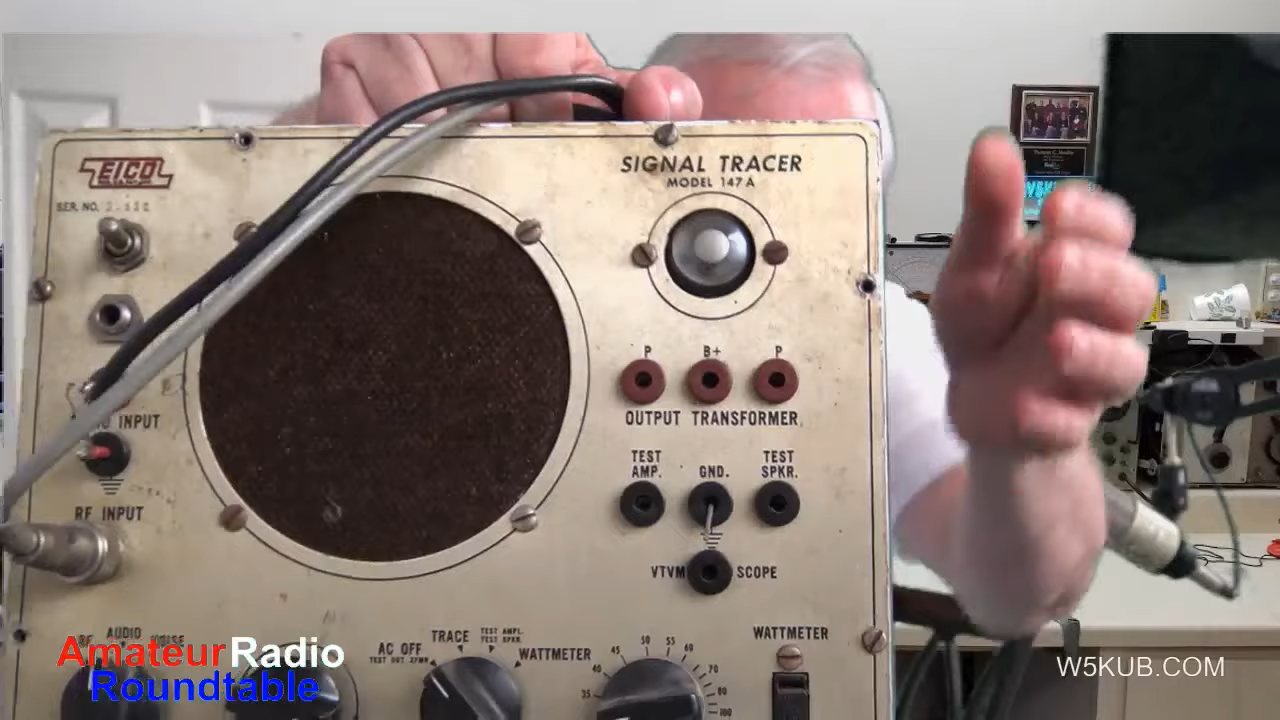 EICO
SIGNAL TRACER
MODEL 147A
SER. NO.
P B+ P
OUTPUT TRANSFORMER
INPUT
TEST AMP.
GND.
TEST SPKR.
RF INPUT
VTVM SCOPE
AUDIO
TRACE
TEST AMPL.
TEST SPKR.
AC OFF
WATTMETER
35 40 45 50 55 60 70 80 100
WATTMETER
Amateur Radio
Roundtable
W5KUB.COM